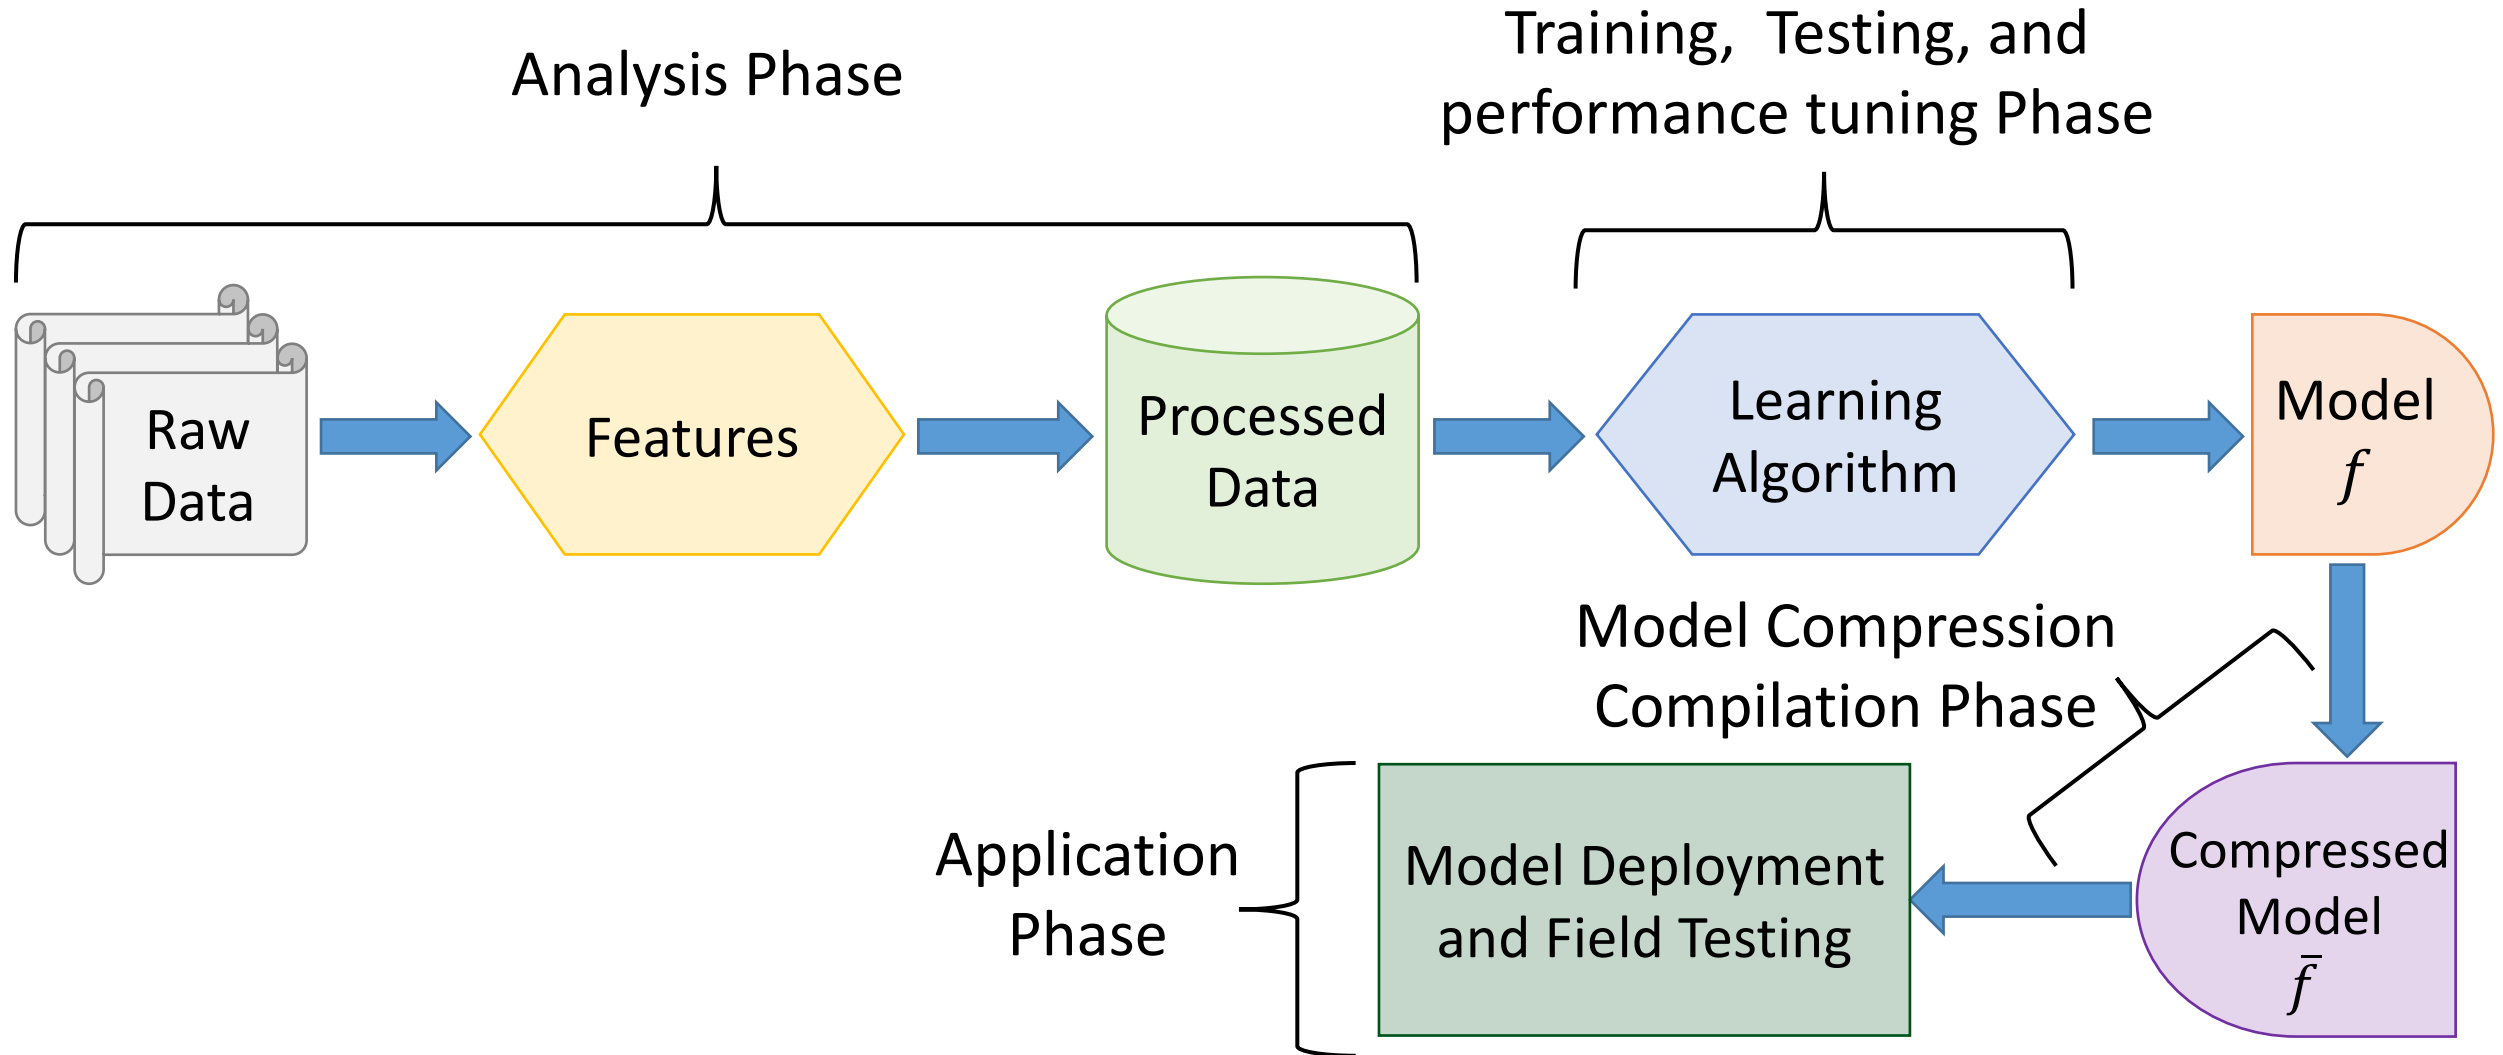 Analysis Phase
Training, Testing, and
performance tuning Phase
Raw
Data
Features
Processed
Data
Learning
Algorithm
Model
f
Model Compression
Compilation Phase
Application
Phase
Model Deployment
and Field Testing
Compressed
Model
f̅